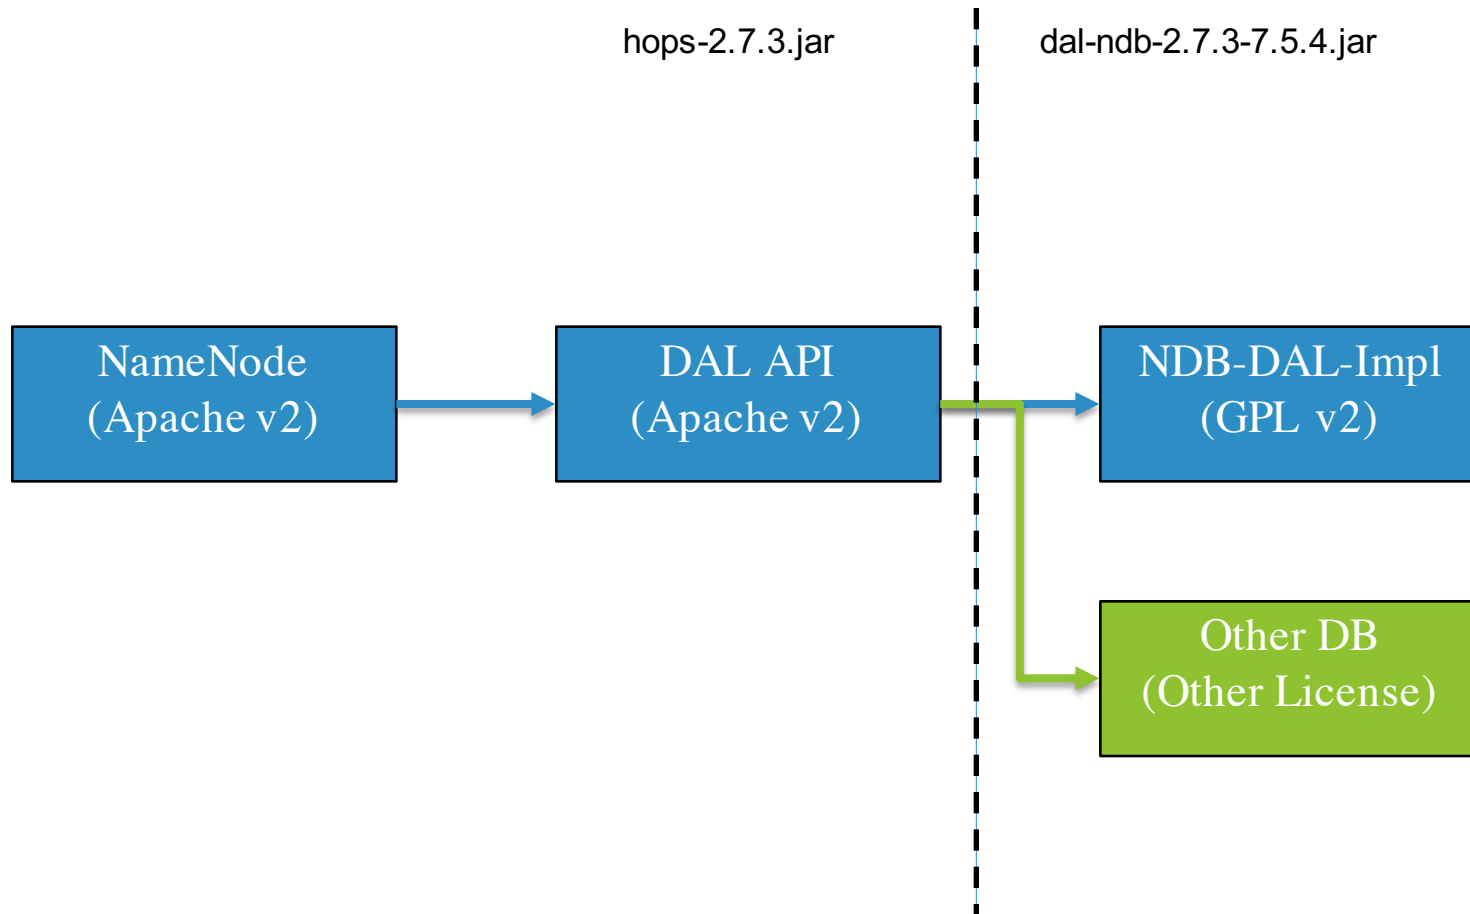 hops-2.7.3.jar
dal-ndb-2.7.3-7.5.4.jar
NameNode
(Apache v2)
DAL API
(Apache v2)
NDB-DAL-Impl
(GPL v2)
Other DB
(Other License)